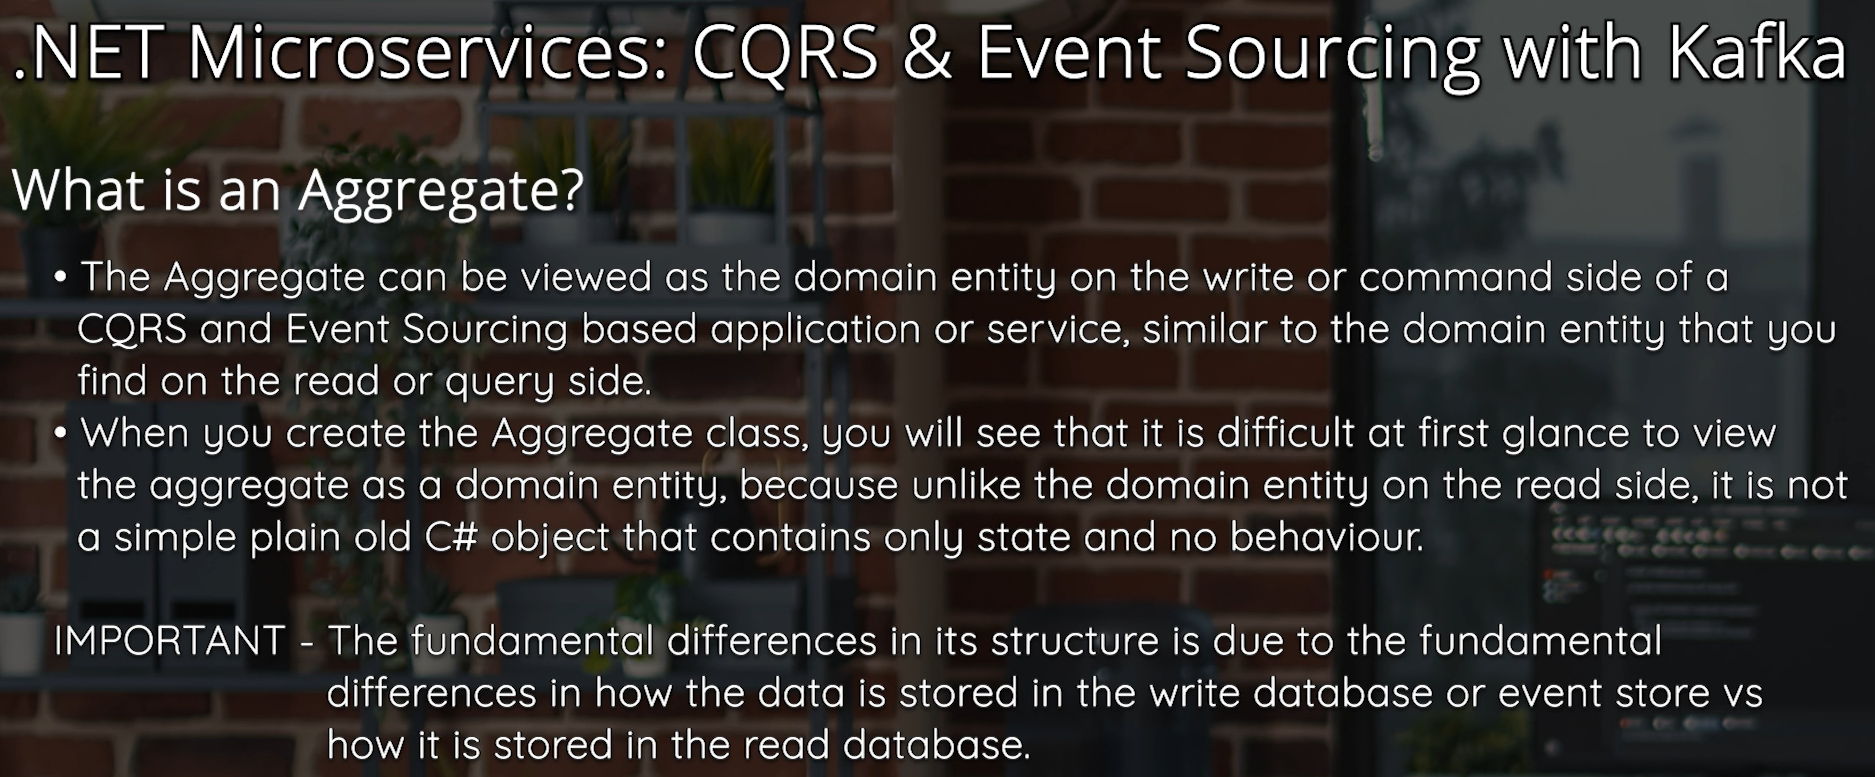 .NET Microservices: CQRS & Event Sourcing with Kafka
What is an Aggregate?
• The Aggregate can be viewed as the domain entity on the write or command side of a
CQRS and Event Sourcing based application or service, similar to the domain entity that you
find on the read or query side.
• When you create the Aggregate class, you will see that it is difficult at first glance to view
the aggregate as a domain entity, because unlike the domain entity on the read side, it is not
a simple plain old C# object that contains only state and no behaviour.
IMPORTANT - The fundamental differences in its structure is due to the fundamental
differences in how the data is stored in the write database or event store vs
how it is stored in the read database.